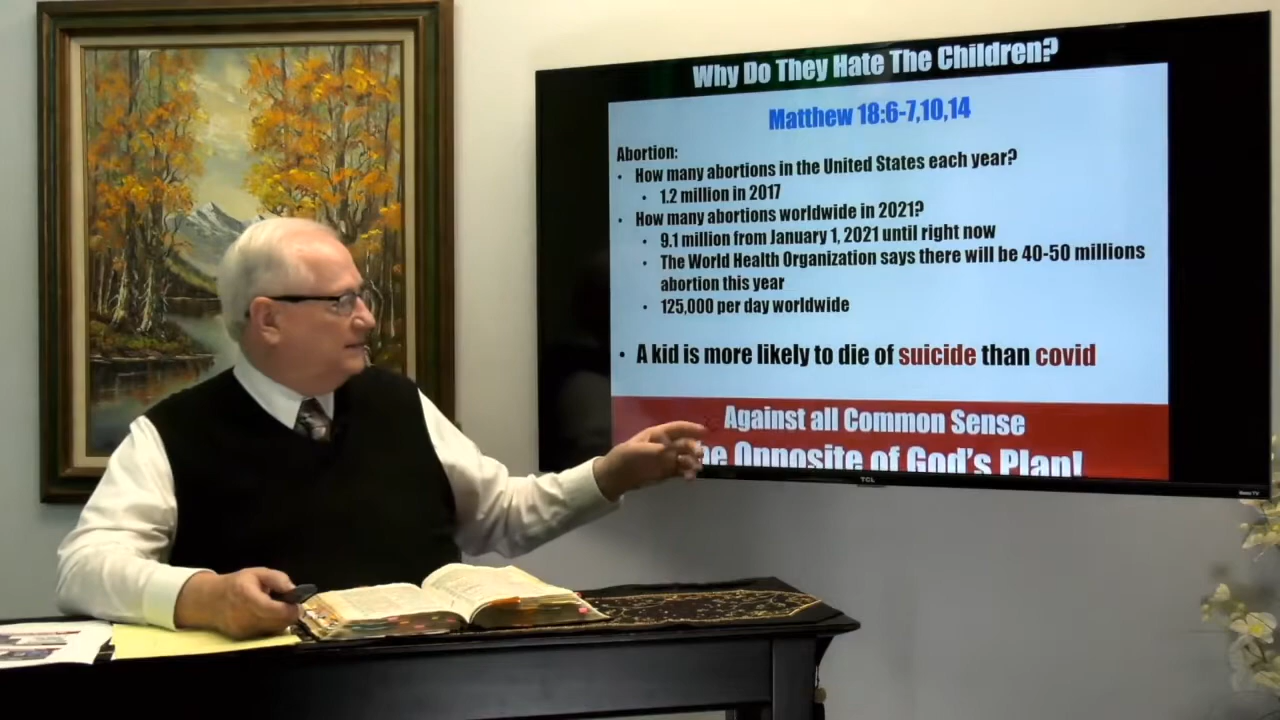 Why Do They Hate The Children?
Matthew 18:6-7,10,14
Abortion:
• How many abortions in the United States each year?
• 1.2 million in 2017
• How many abortions worldwide in 2021?
• 9.1 million from January 1, 2021 until right now
• The World Health Organization says there will be 40-50 millions
abortion this year
• 125,000 per day worldwide
• A kid is more likely to die of suicide than covid
Against all Common Sense
Opposite of God's Plan!
TCL
Roku TV